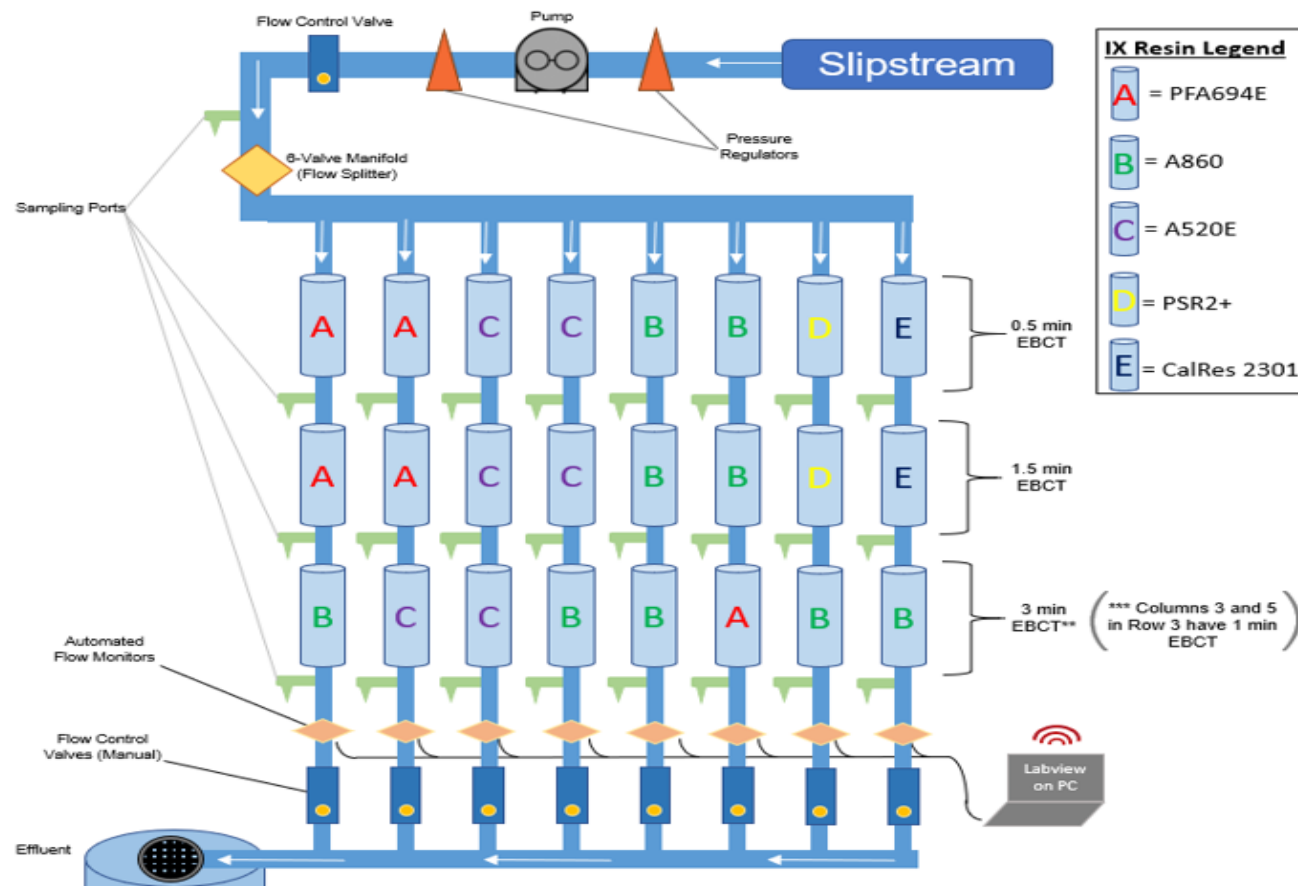 Flow Control Valve
Pump
Slipstream
IX Resin Legend
A = PFA694E
B = A860
C = A520E
D = PSR2+
E = CalRes 2301
Pressure
Regulators
6-Valve Manifold
(Flow Splitter)
Sampling Ports
A A C C B B D E
0.5 min
EBCT
A A C C B B D E
1.5 min
EBCT
B C C B B A B B
3 min
EBCT**
(*** Columns 3 and 5
in Row 3 have 1 min
EBCT)
Automated
Flow Monitors
Flow Control
Valves (Manual)
Labview
on PC
Effluent